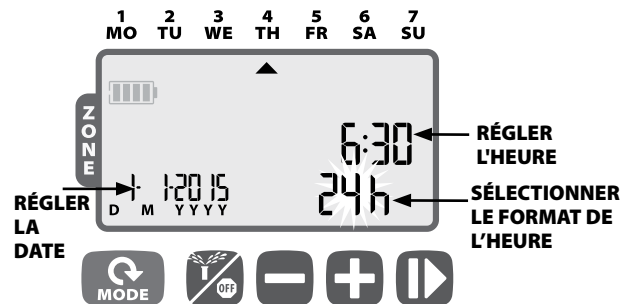 1 2 3 4 5 6 7
MO TU WE TH FR SA SU
ZONE
6:30
RÉGLER
L'HEURE
24h
SÉLECTIONNER
LE FORMAT DE
L'HEURE
1- 1-2015
D M YYYY
RÉGLER
LA
DATE
MODE
OFF